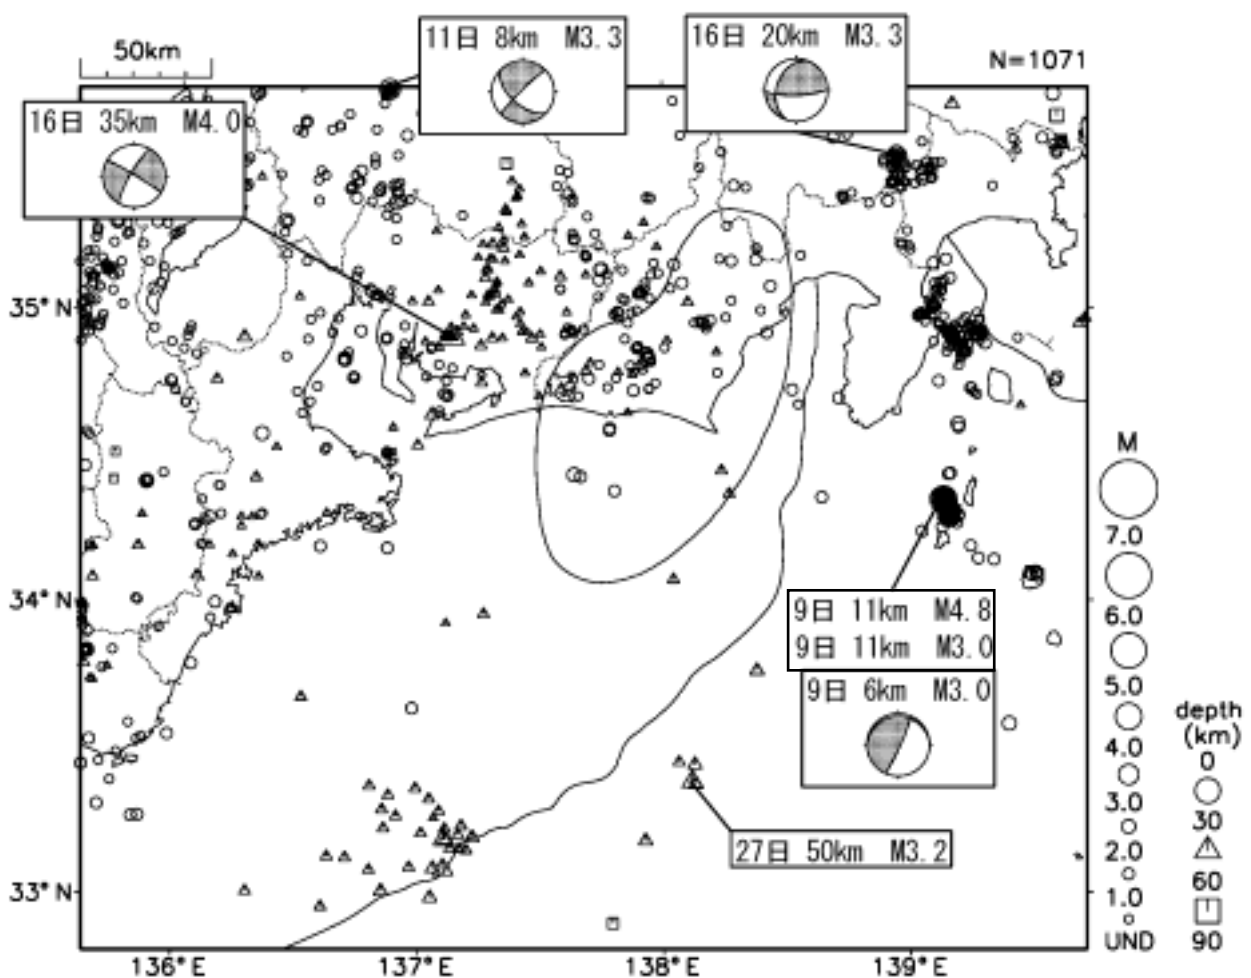 50km
11日 8km M3.3
16日 20km M3.3
N=1071
16日 35km M4.0
35°N
34°N
33°N
9日 11km M4.8
9日 11km M3.0
9日 6km M3.0
27日 50km M3.2
M
7.0
6.0
5.0
4.0
3.0
2.0
1.0
UND
depth
(km)
0
30
60
90
136°E
137°E
138°E
139°E